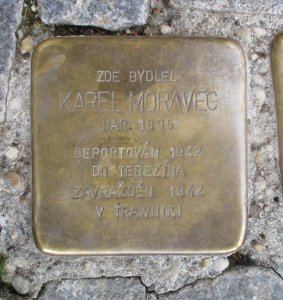 ZDE BYDLEL
KAREL MORAVEC
NAR. 1895
DEPORTOVÁN 1942
DO TEREZÍNA
ZAVRAŽDĚN 1942
V TRAWNIKI